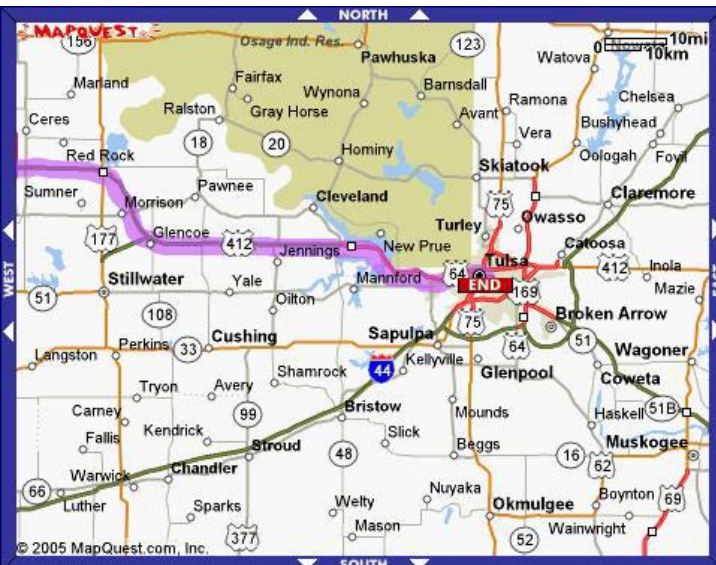 NORTH
MAPQUEST
156
Osage Ind. Res.
Pawhuska
123
10mi
10km
Watova
Marland
Fairfax
Gray Horse
Wynona
Barnsdall
Avant
Ramona
Chelsea
Ceres
Ralston
18
20
Vera
Bushyhead
Oologah
Foyil
Red Rock
Hominy
Skiatook
Sumner
Morrison
Pawnee
Cleveland
75
Claremore
Owasso
Turley
WEST
177
Glencoe
412
Jennings
New Prue
Catoosa
64
Tulsa
END
412
Inola
Stillwater
Yale
Mannford
169
Mazie
51
Oilton
108
75
Broken Arrow
Perkins
33
Cushing
Sapulpa
64
51
Wagoner
Langston
Kellyville
Glenpool
Shamrock
44
Coweta
Tryon
Avery
Carney
99
Bristow
Mounds
Haskell
51B
Fallis
Kendrick
Stroud
Slick
Beggs
16
Muskogee
48
62
Warwick
Chandler
66
Luther
Nuyaka
69
Sparks
Welty
Okmulgee
Boynton
Mason
Wainwright
377
52
© 2005 MapQuest.com, Inc.
SOUTH